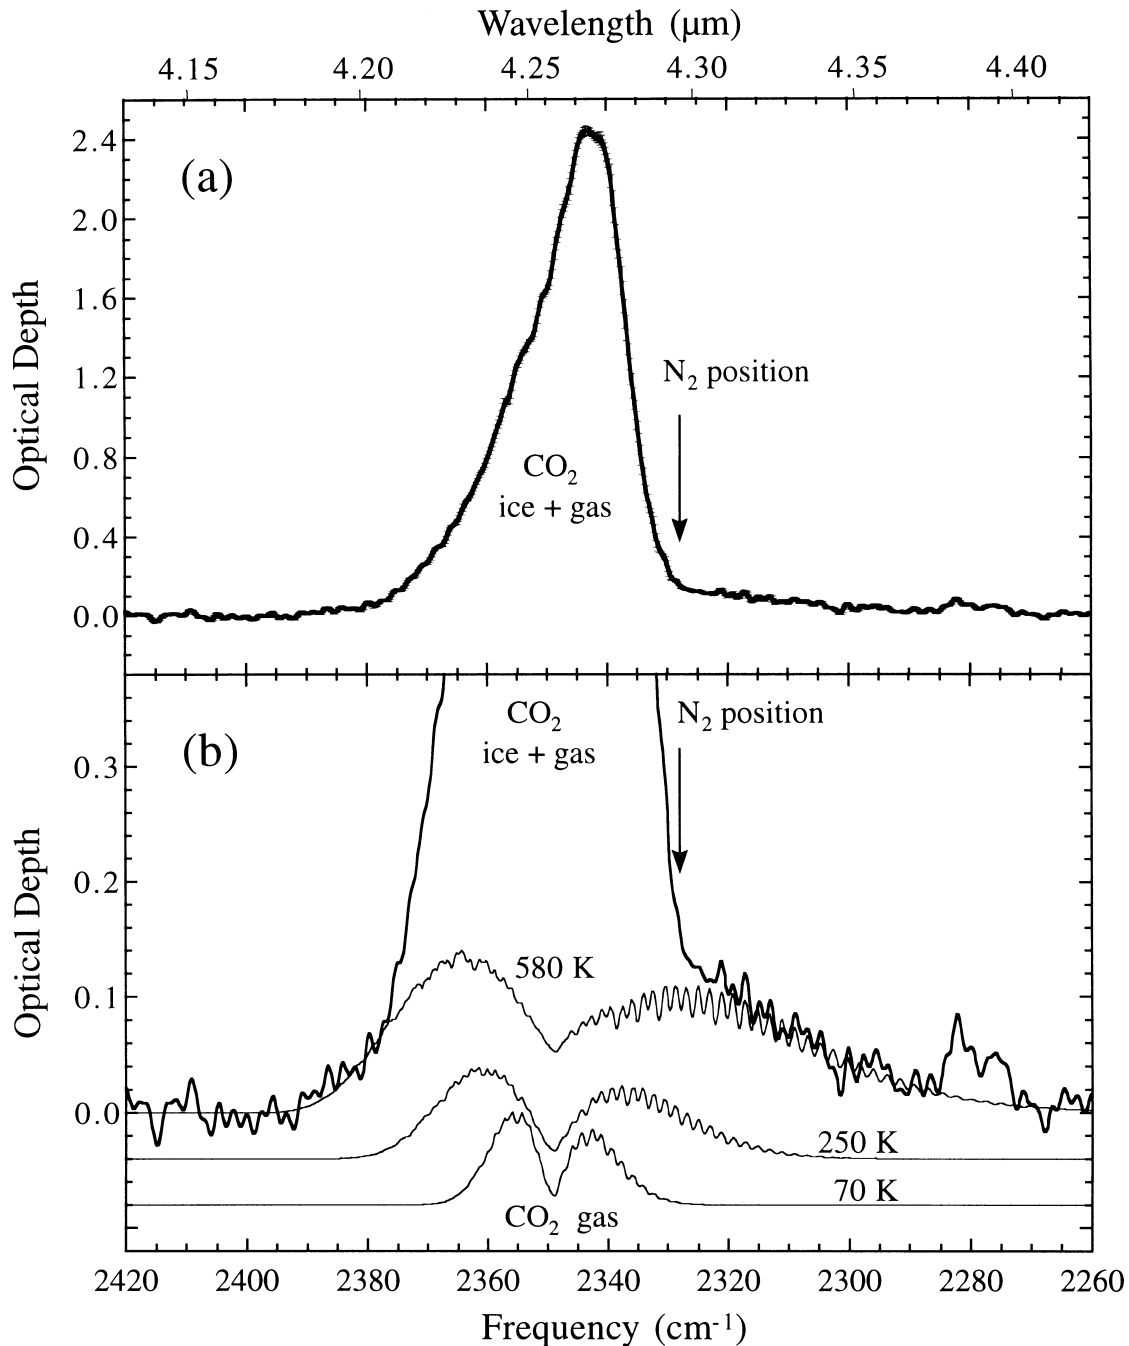 Wavelength (μm)
4.15 4.20 4.25 4.30 4.35 4.40
2.4
(a)
2.0
1.6
N₂ position
1.2
0.8
CO₂
ice + gas
0.4
0.0
Optical Depth
CO₂
ice + gas
N₂ position
(b)
0.3
0.2
580 K
0.1
0.0
250 K
70 K
CO₂ gas
Optical Depth
2420 2400 2380 2360 2340 2320 2300 2280 2260
Frequency (cm⁻¹)